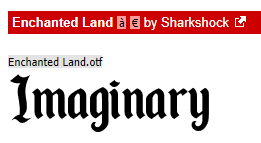 Enchanted Land à € by Sharkshock
Enchanted Land.otf
Imaginary